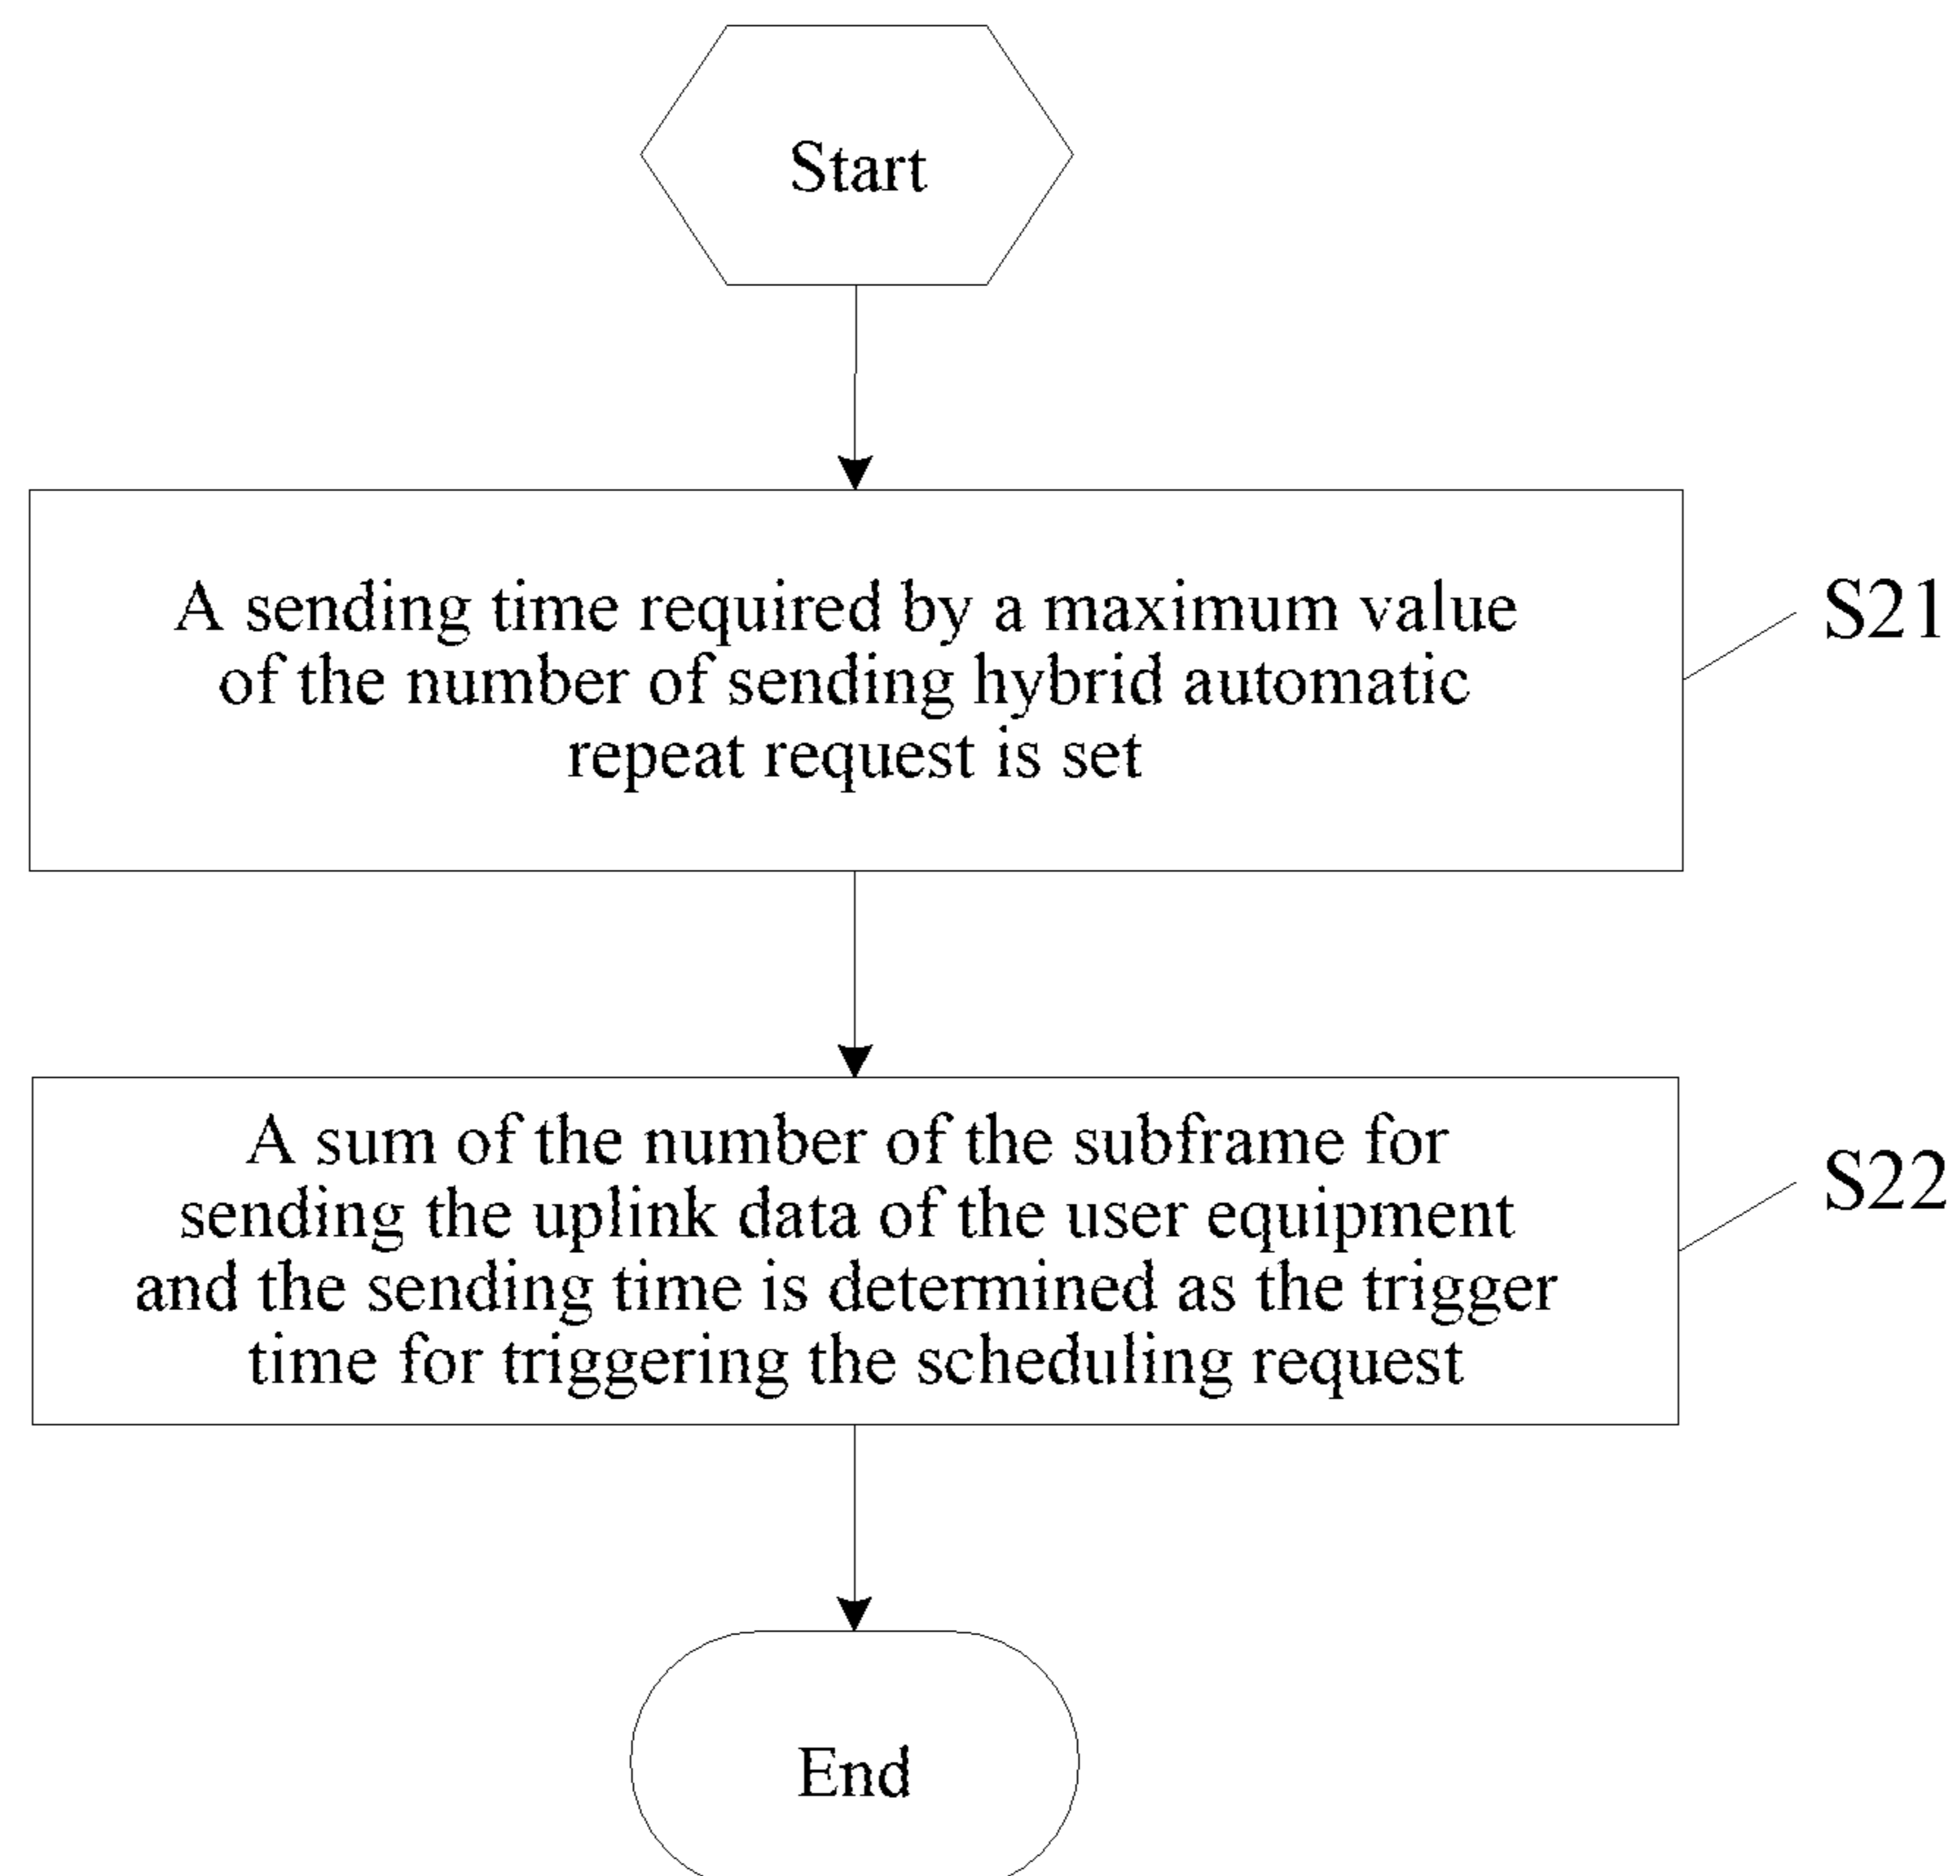 Start
A sending time required by a maximum value
of the number of sending hybrid automatic
repeat request is set
S21
A sum of the number of the subframe for
sending the uplink data of the user equipment
and the sending time is determined as the trigger
time for triggering the scheduling request
S22
End